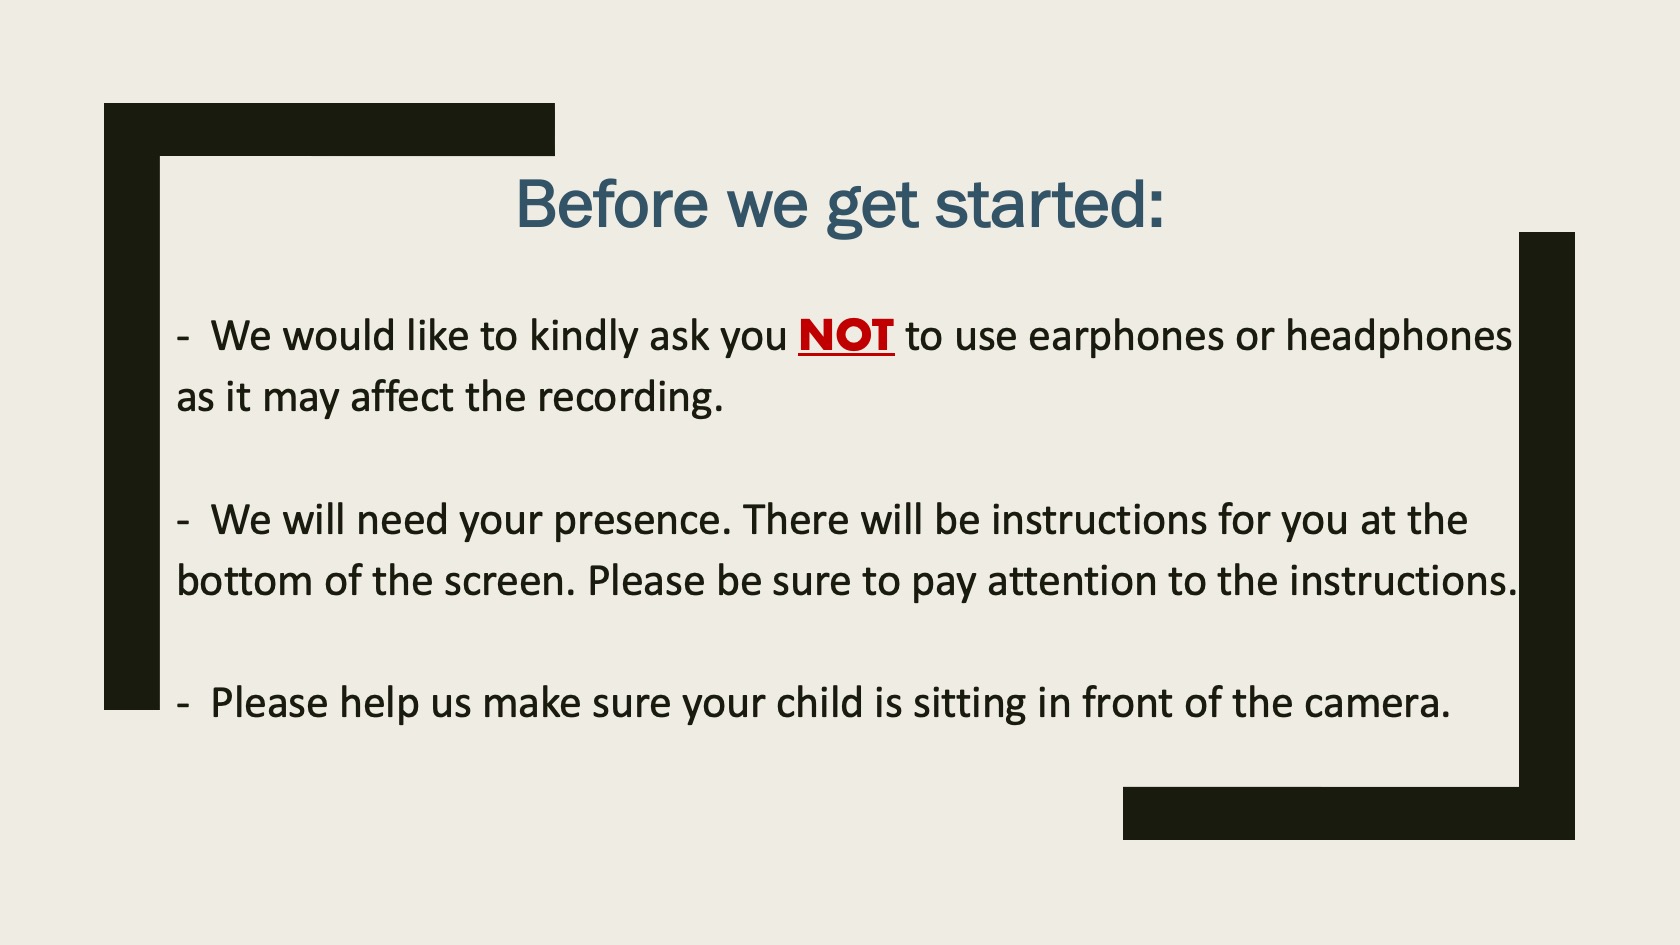 Before we get started:
-  We would like to kindly ask you NOT to use earphones or headphones
as it may affect the recording.
-  We will need your presence. There will be instructions for you at the
bottom of the screen. Please be sure to pay attention to the instructions.
-  Please help us make sure your child is sitting in front of the camera.